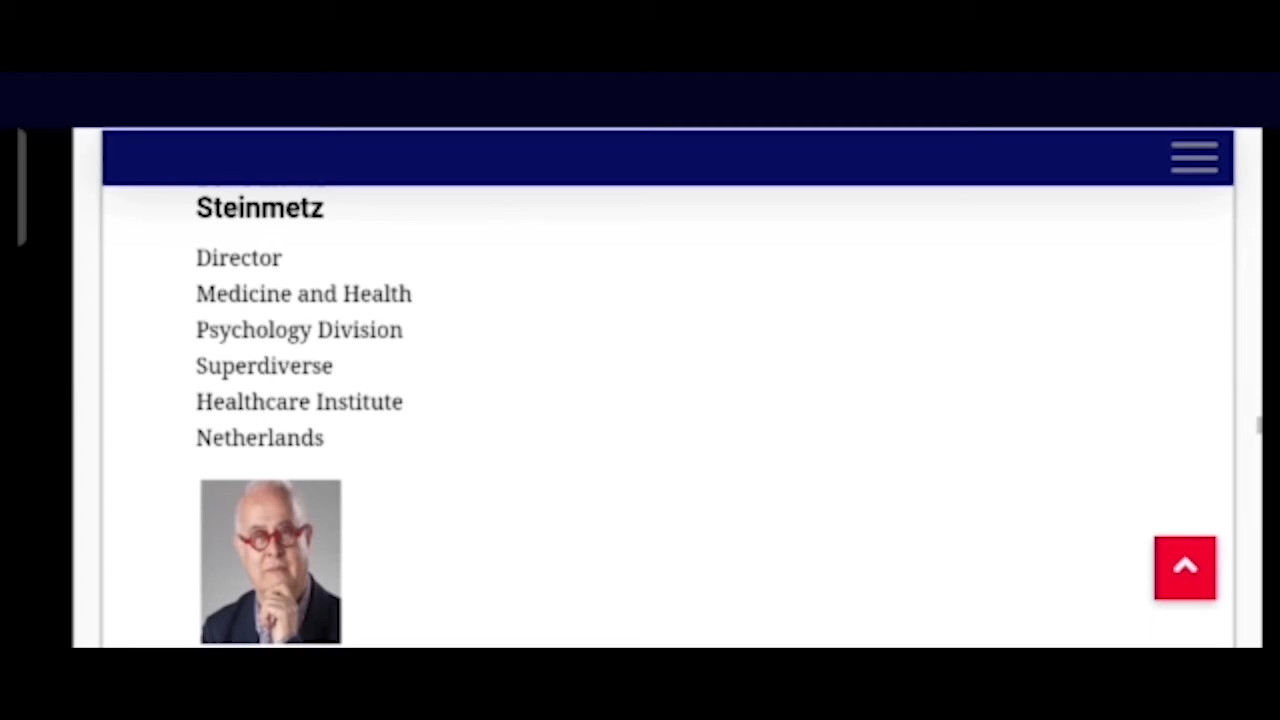 Steinmetz
Director
Medicine and Health
Psychology Division
Superdiverse
Healthcare Institute
Netherlands